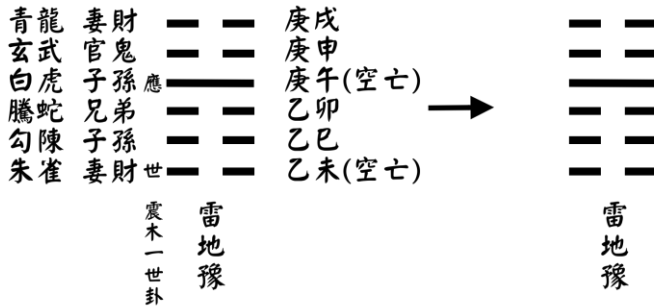 青龍 妻財 庚戌
玄武 官鬼 庚申
白虎 子孫 應 庚午(空亡)
騰蛇 兄弟 乙卯
勾陳 子孫 乙巳
朱雀 妻財 世 乙未(空亡)
震木一世卦
雷地豫
雷地豫